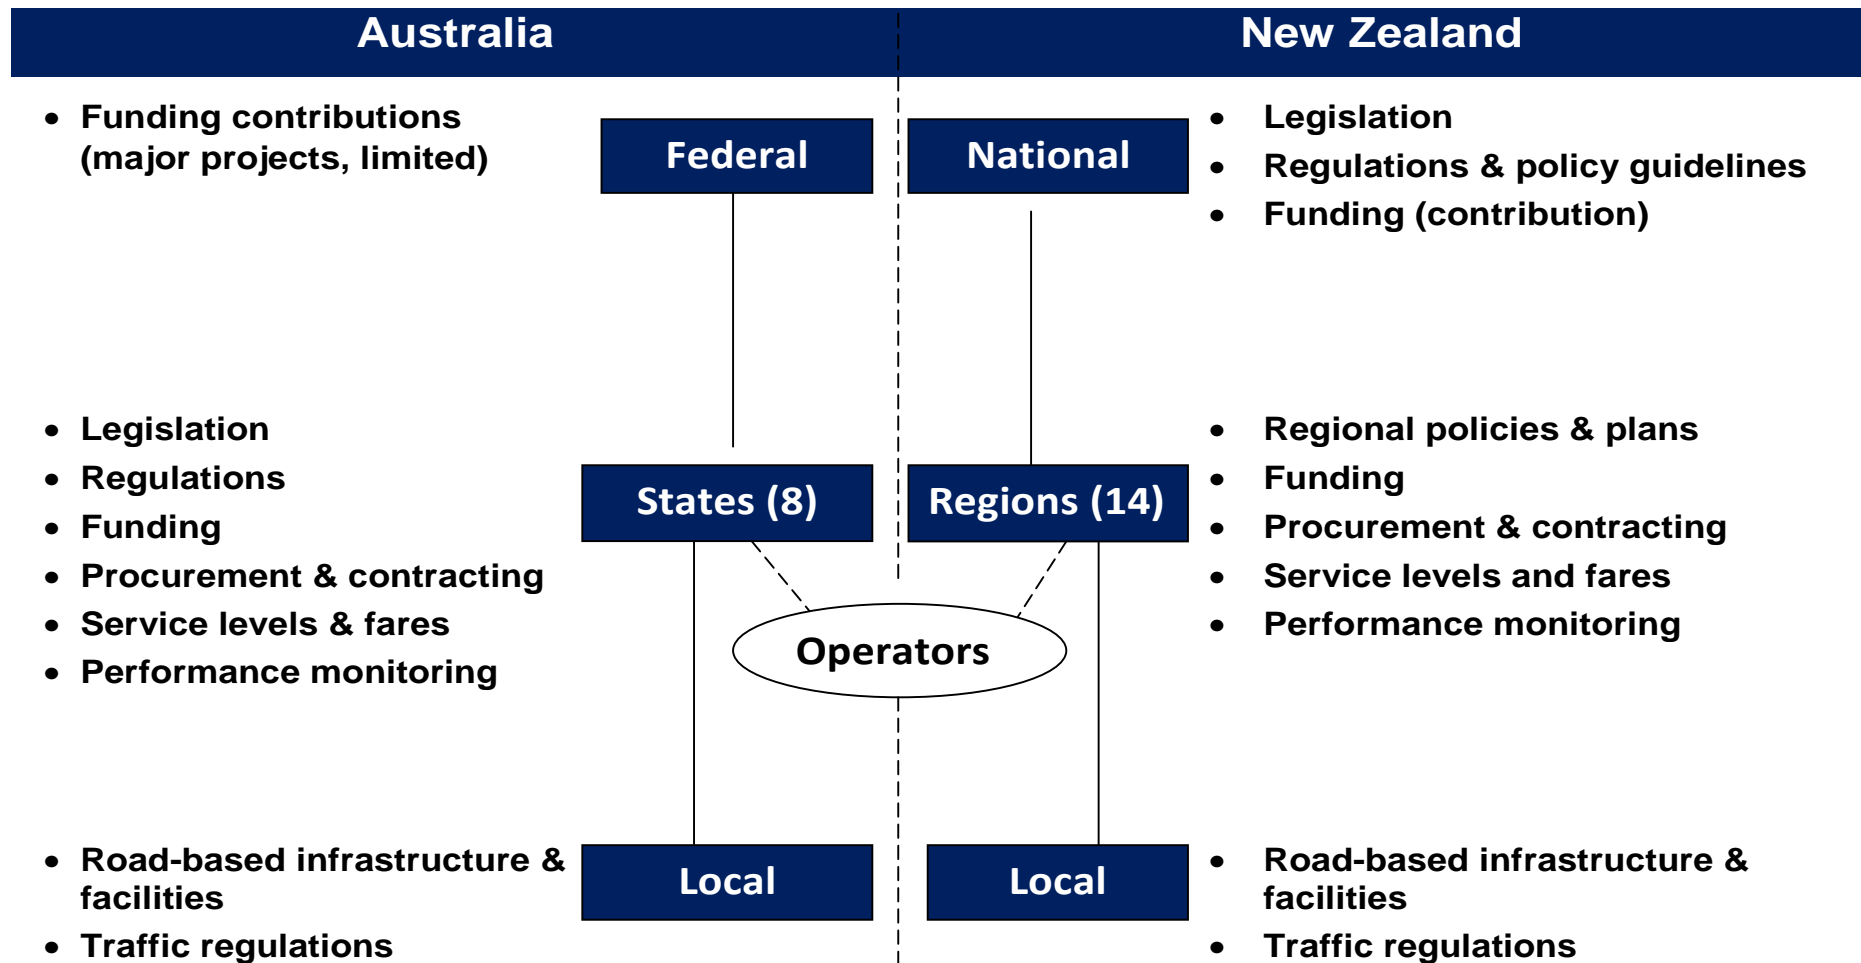 Australia
New Zealand
• Funding contributions
(major projects, limited)
Federal
National
• Legislation
• Regulations & policy guidelines
• Funding (contribution)
• Legislation
• Regulations
• Funding
• Procurement & contracting
• Service levels & fares
• Performance monitoring
States (8)
Regions (14)
• Regional policies & plans
• Funding
• Procurement & contracting
• Service levels and fares
• Performance monitoring
Operators
• Road-based infrastructure &
facilities
• Traffic regulations
Local
Local
• Road-based infrastructure &
facilities
• Traffic regulations